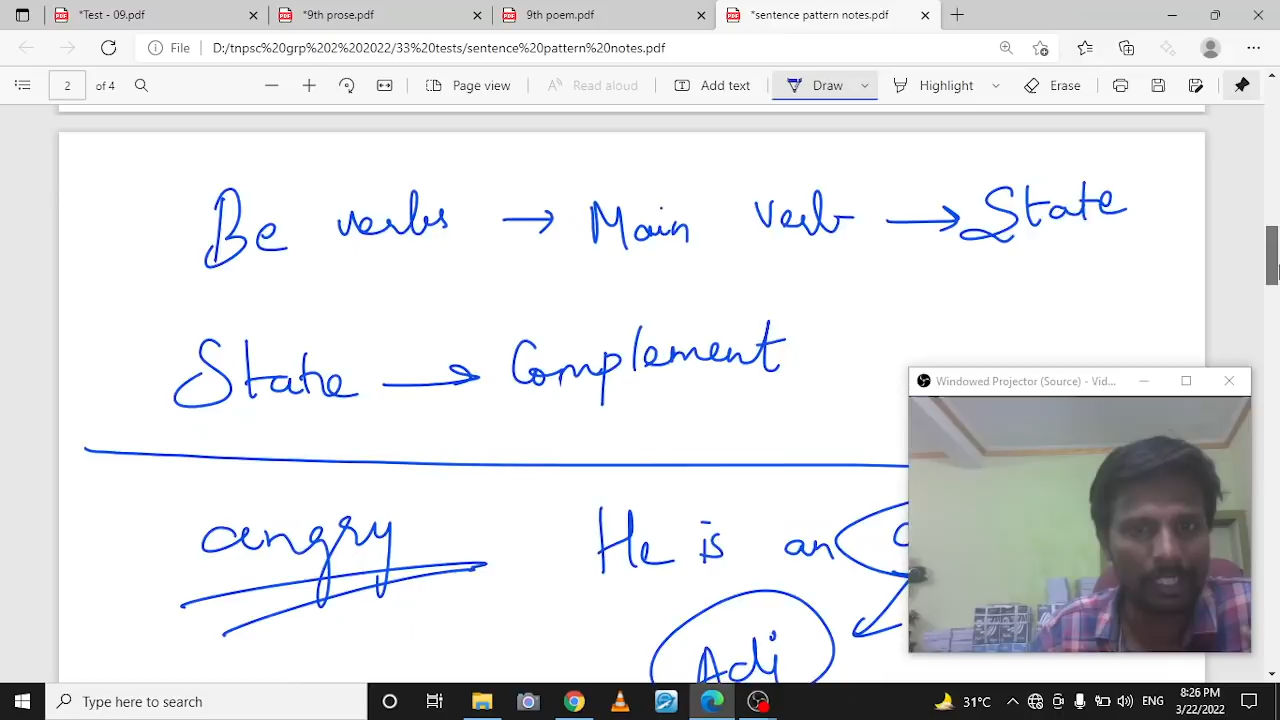 *Test - 09.pdf
*9th prose.pdf
9th poem.pdf
*sentence pattern notes.pdf
File
D:/tnpsc%20grp%202%202022/33%20tests/sentence%20pattern%20notes.pdf
2 of 4
Page view
Read aloud
Add text
Draw
Highlight
Erase
Be verbs → Main verb → State
State → Complement
angry
He is an
Adj
Windowed Projector (Source) - Vid...
Type here to search
31°C
ENG
8:26 PM
3/22/2022